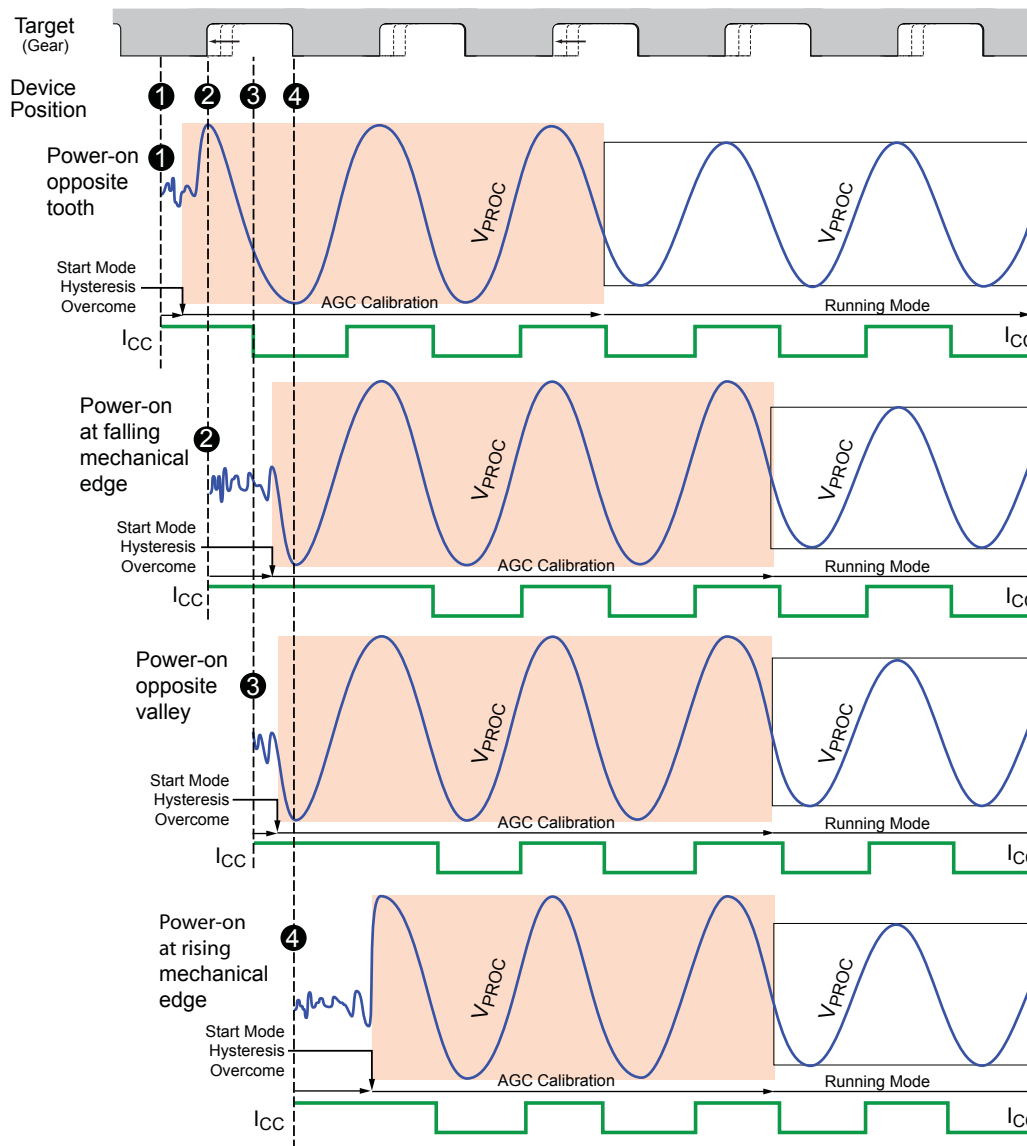 Target
(Gear)
Device
Position
1 2 3 4
Power-on
opposite
tooth
1
VPROC
VPROC
Start Mode
Hysteresis
Overcome
AGC Calibration
Running Mode
ICC
ICC
Power-on
at falling
mechanical
edge
2
VPROC
VPROC
Start Mode
Hysteresis
Overcome
AGC Calibration
Running Mode
ICC
ICC
Power-on
opposite
valley
3
VPROC
VPROC
Start Mode
Hysteresis
Overcome
AGC Calibration
Running Mode
ICC
ICC
Power-on
at rising
mechanical
edge
4
VPROC
VPROC
Start Mode
Hysteresis
Overcome
AGC Calibration
Running Mode
ICC
ICC